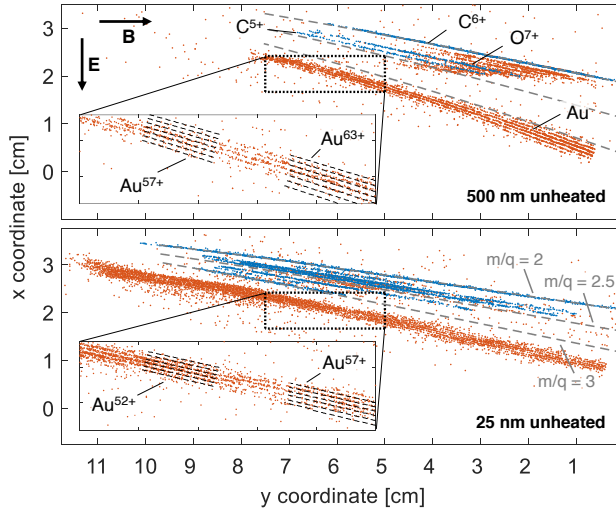 3
2
1
0
B
E
C5+
C6+
O7+
Au
Au63+
Au57+
500 nm unheated
x coordinate [cm]
3
2
1
0
m/q = 2
m/q = 2.5
m/q = 3
Au57+
Au52+
25 nm unheated
11 10 9 8 7 6 5 4 3 2 1
y coordinate [cm]